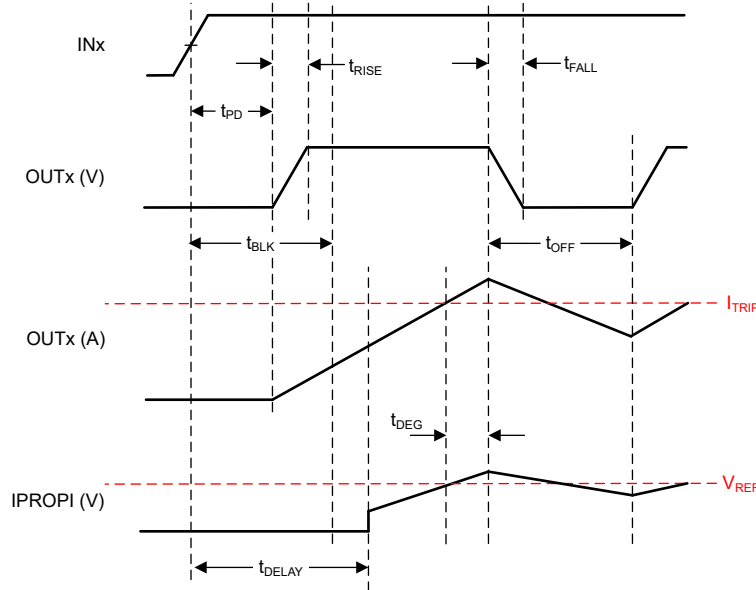 INx
tRISE
tFALL
tPD
OUTx (V)
tBLK
tOFF
ITRIP
OUTx (A)
tDEG
VREF
IPROPI (V)
tDELAY